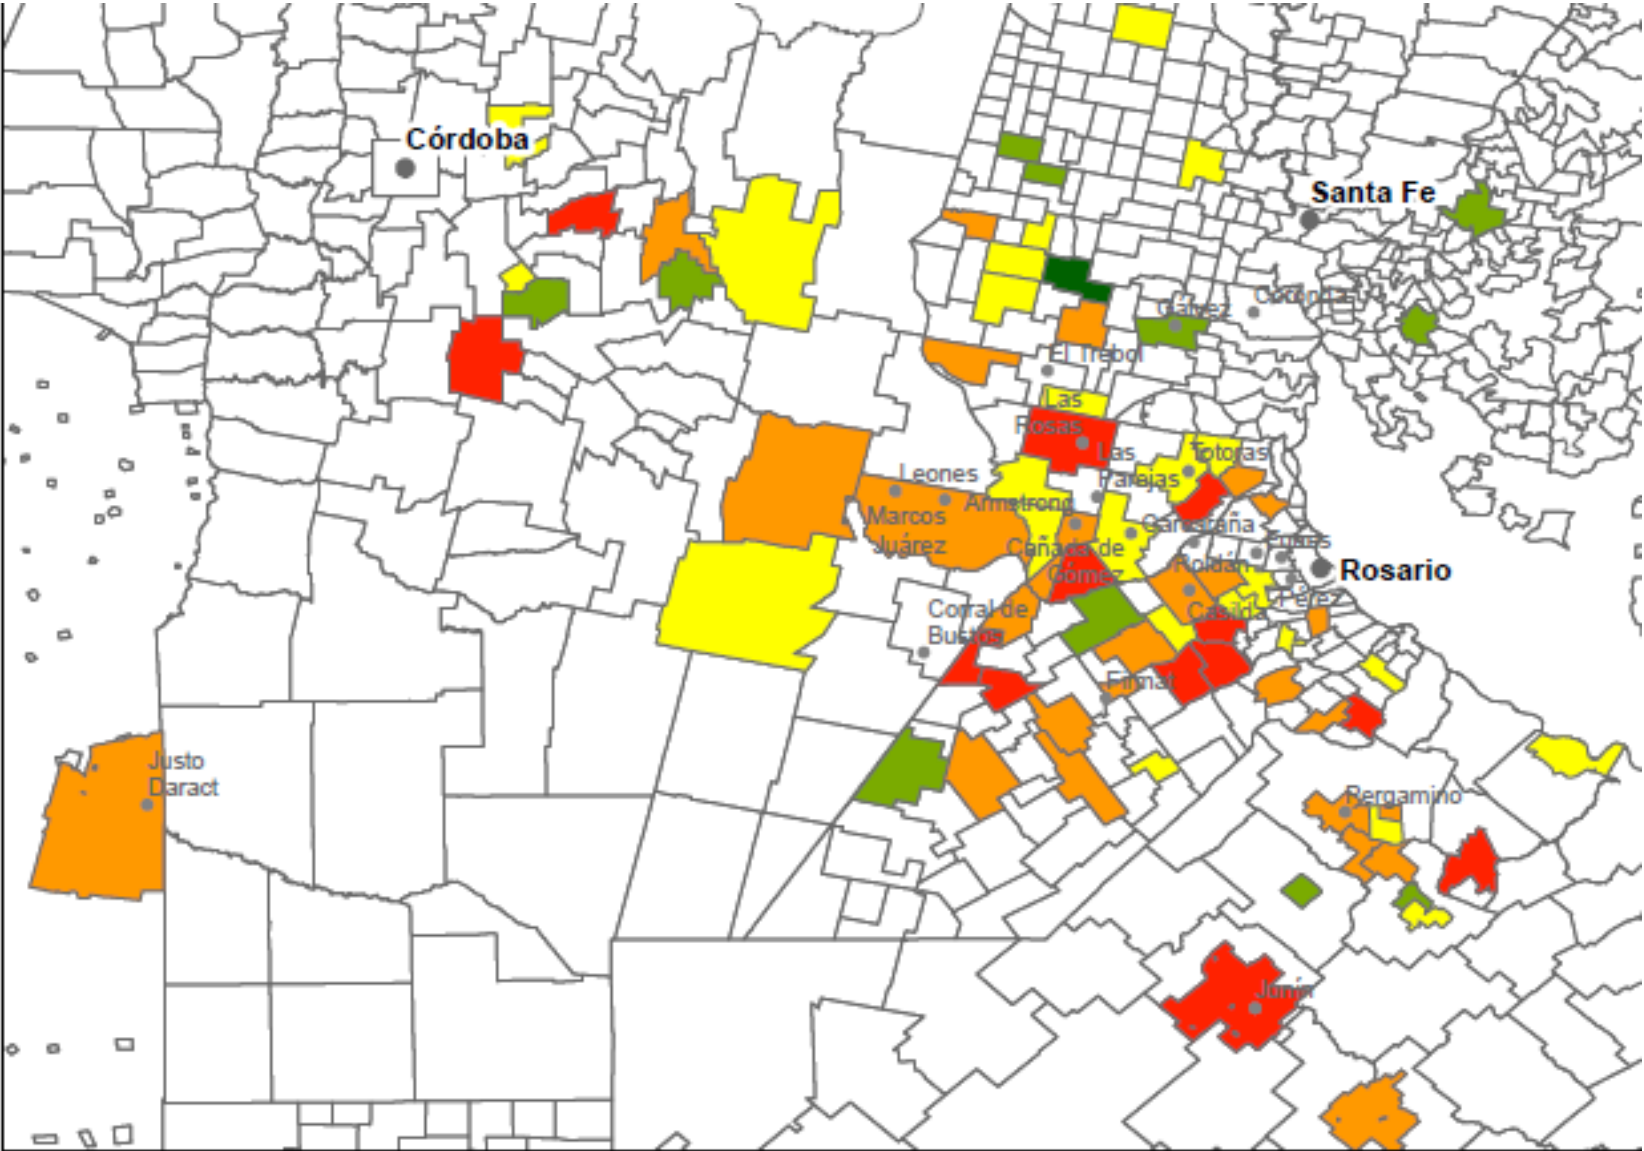 Córdoba
Santa Fe
Gálvez
Coronda
El Trébol
Las
Rosas
Las
Parejas
Totoras
Leones
Armstrong
Marcos
Juárez
Carcarañá
Cañada de
Gómez
Funes
Roldán
Rosario
Pérez
Casilda
Corral de
Bustos
Firmat
Justo
Daract
Pergamino
Junín